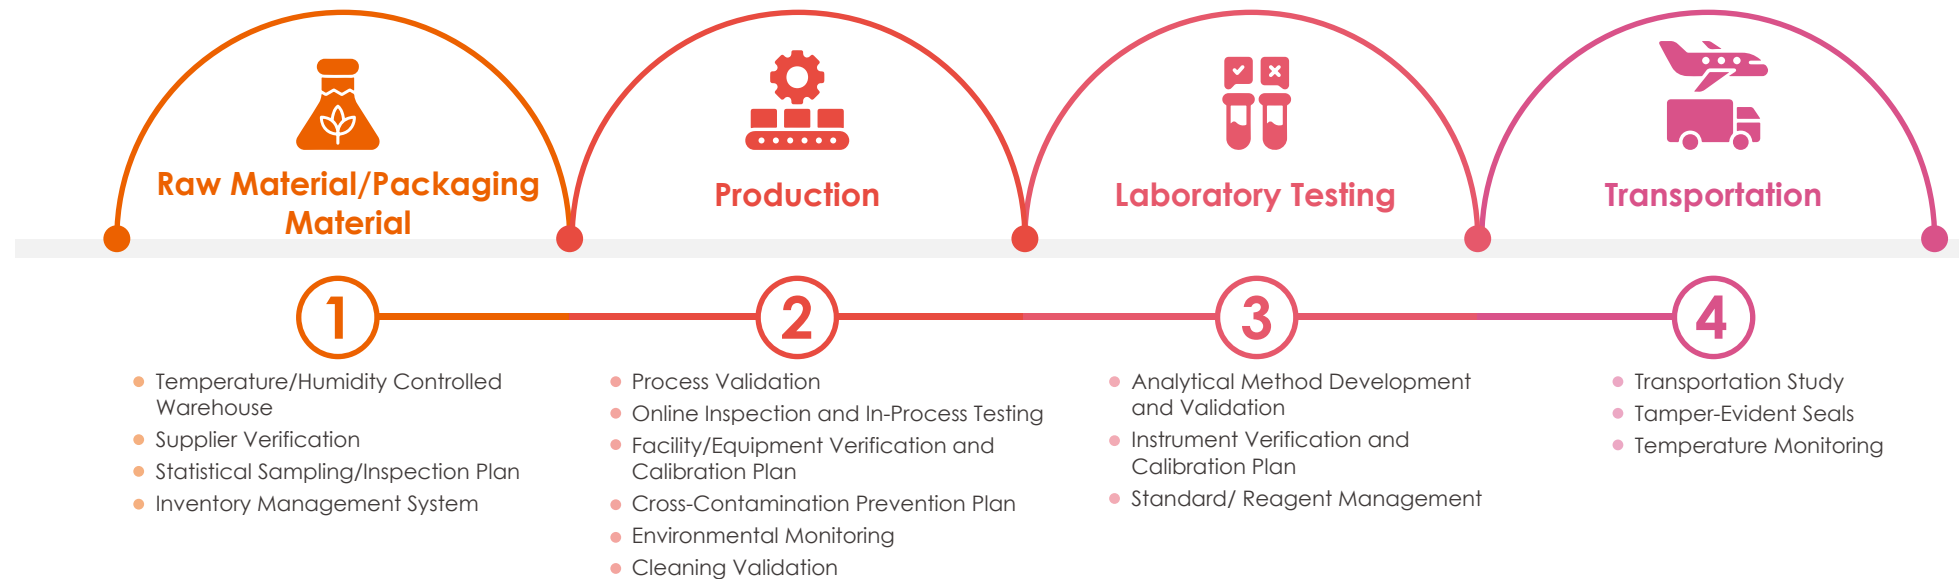 Raw Material/Packaging
Material
Production
Laboratory Testing
Transportation
1
2
3
4
Temperature/Humidity Controlled
Warehouse
Supplier Verification
Statistical Sampling/Inspection Plan
Inventory Management System
Process Validation
Online Inspection and In-Process Testing
Facility/Equipment Verification and
Calibration Plan
Cross-Contamination Prevention Plan
Environmental Monitoring
Cleaning Validation
Analytical Method Development
and Validation
Instrument Verification and
Calibration Plan
Standard/ Reagent Management
Transportation Study
Tamper-Evident Seals
Temperature Monitoring